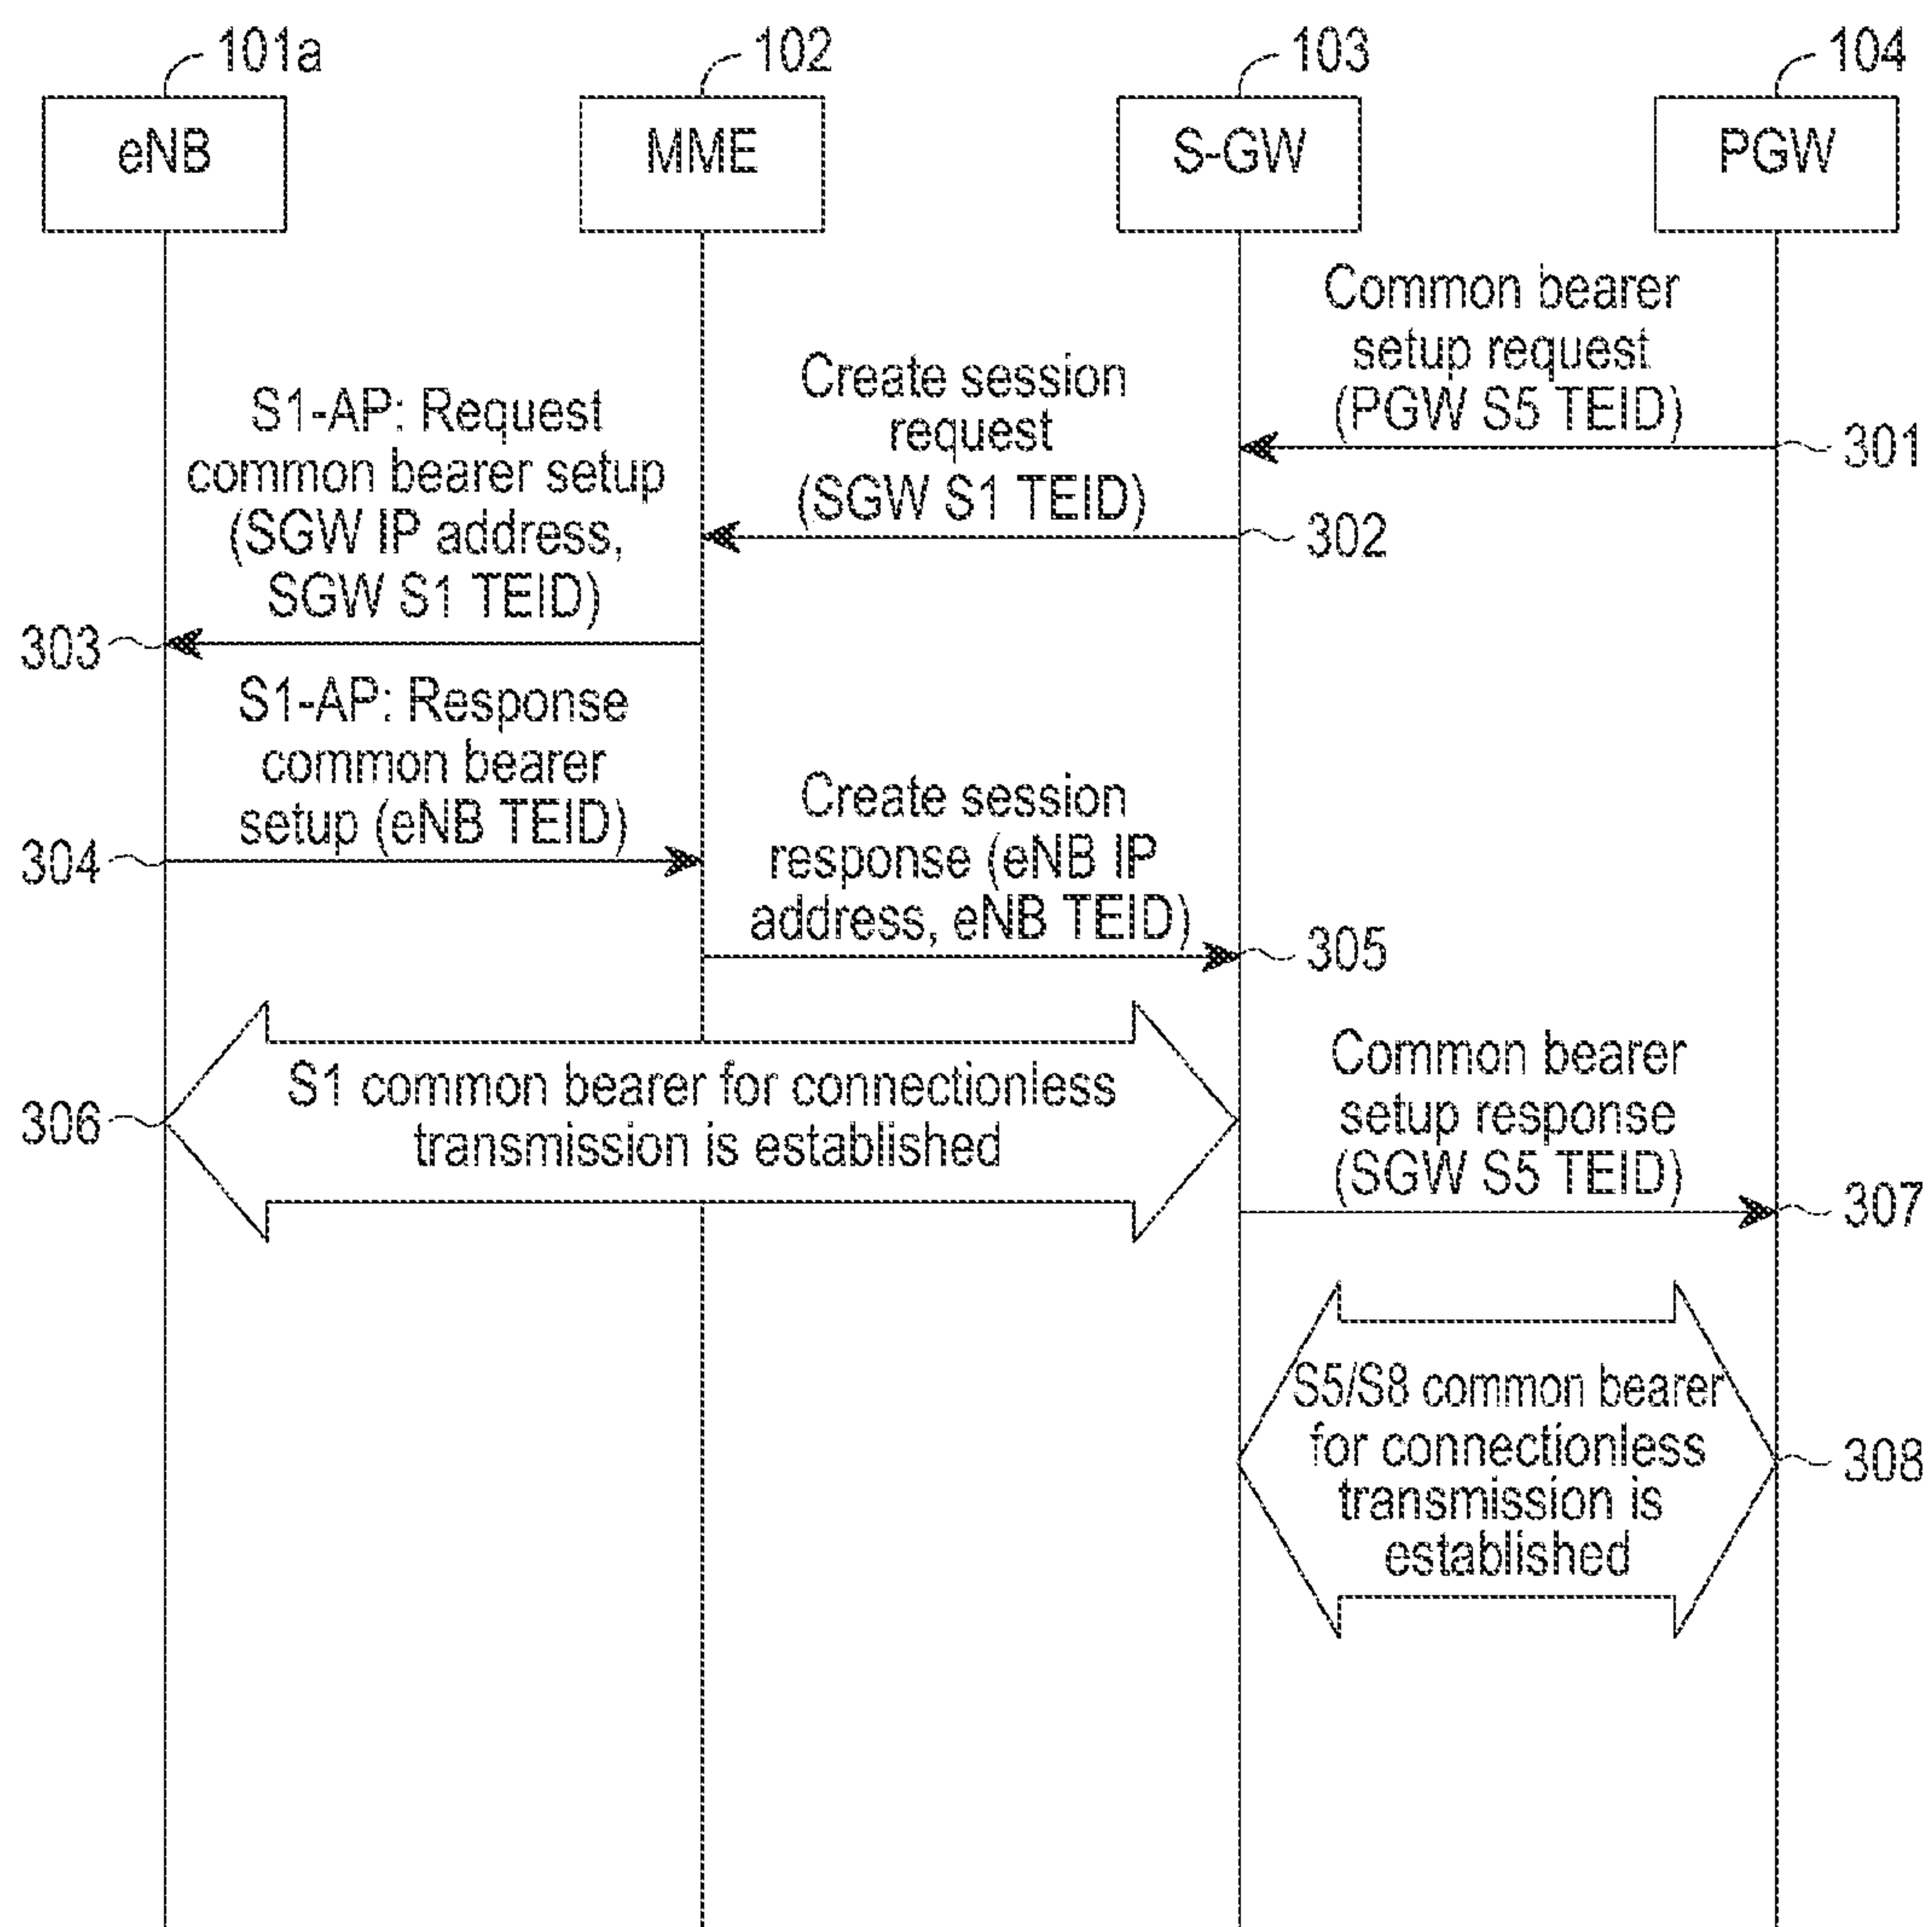 101a
102
103
104
eNB
MME
S-GW
PGW
Common bearer
setup request
(PGW S5 TEID)
301
Create session
request
(SGW S1 TEID)
302
S1-AP: Request
common bearer setup
(SGW IP address,
SGW S1 TEID)
303
S1-AP: Response
common bearer
setup (eNB TEID)
304
Create session
response (eNB IP
address, eNB TEID)
305
S1 common bearer for connectionless
transmission is established
306
Common bearer
setup response
(SGW S5 TEID)
307
S5/S8 common bearer
for connectionless
transmission is
established
308